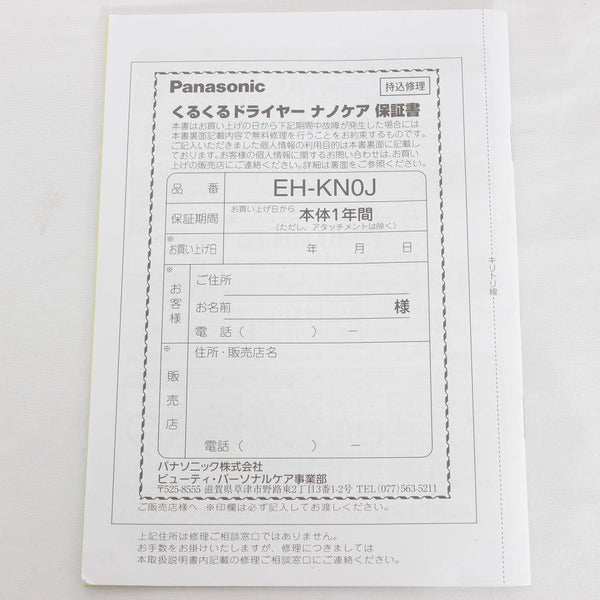 Panasonic 持込修理
くるくるドライヤー ナノケア 保証書
本書はお買い上げの日から下記期間中故障が発生した場合には
本書裏面記載内容で無料修理を行うことをお約束するものです。
ご記入いただきました個人情報の利用目的は本書裏面に記載し
ております。お客様の個人情報に関するお問い合わせは、お買い
上げの販売店にご連絡ください。詳細は裏面をご参照ください。
品番 EH-KN0J
保証期間 お買い上げ日から 本体1年間
(ただし、アタッチメントは除く)
※お買い上げ日 年 月 日
※お客様 ご住所
お名前 様
電話( ) －
※販売店 住所・販売店名
電話( ) －
パナソニック株式会社
ビューティ・パーソナルケア事業部
〒525-8555 滋賀県草津市野路東2丁目3番1-2号 TEL (077) 563-5211
ご販売店様へ ※印欄は必ず記入してお渡しください。
上記住所は修理ご相談窓口ではありません。
お手数をお掛けいたしますが、修理につきましては
本取扱説明書内記載の修理ご相談窓口にご連絡ください。
キリトリ線